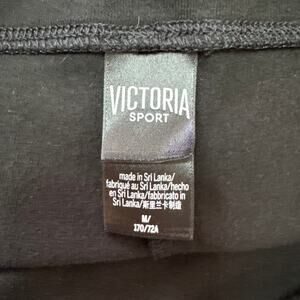 VICTORIA
SPORT
made in Sri Lanka/
fabriqué au Sri Lanka/hecho
en Sri Lanka/fabbricato in
Sri Lanka/斯里兰卡制造
M/
170/72A